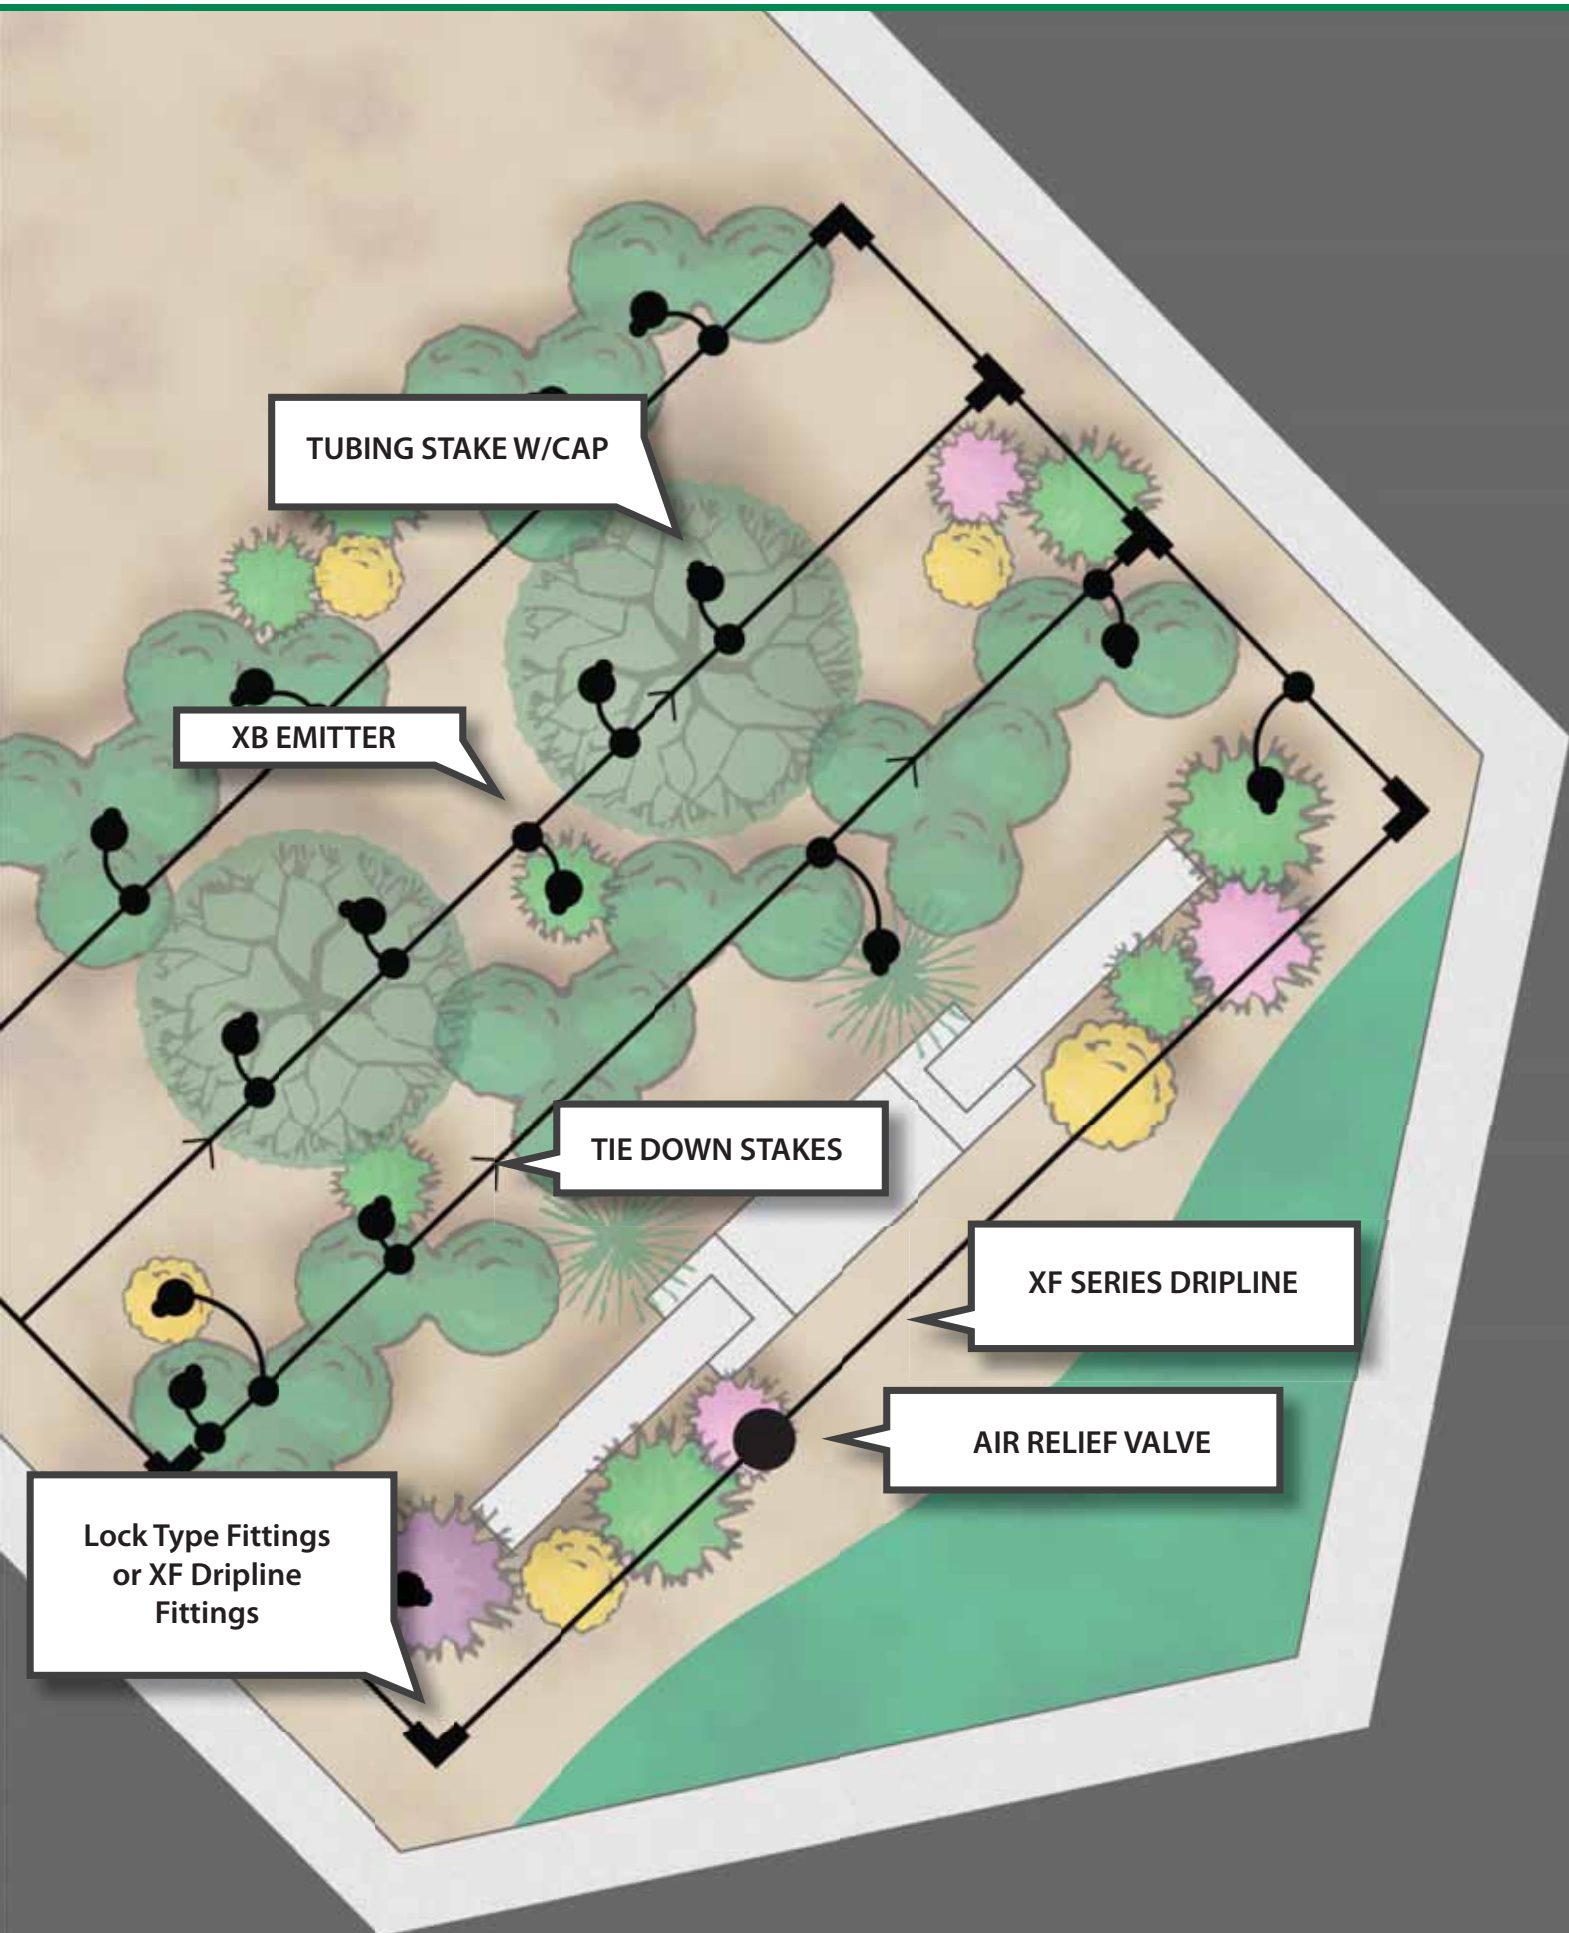 TUBING STAKE W/CAP
XB EMITTER
TIE DOWN STAKES
XF SERIES DRIPLINE
AIR RELIEF VALVE
Lock Type Fittings
or XF Dripline
Fittings